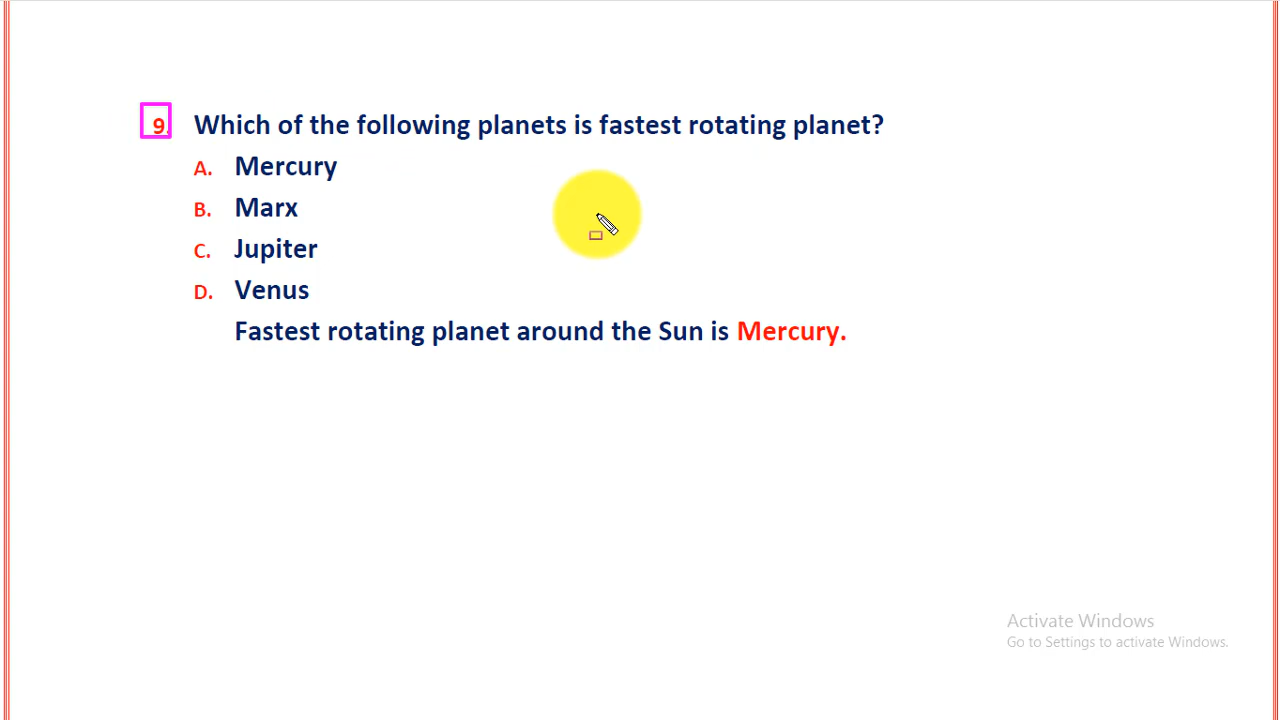 9. Which of the following planets is fastest rotating planet?
A. Mercury
B. Marx
C. Jupiter
D. Venus
Fastest rotating planet around the Sun is Mercury.
Activate Windows
Go to Settings to activate Windows.